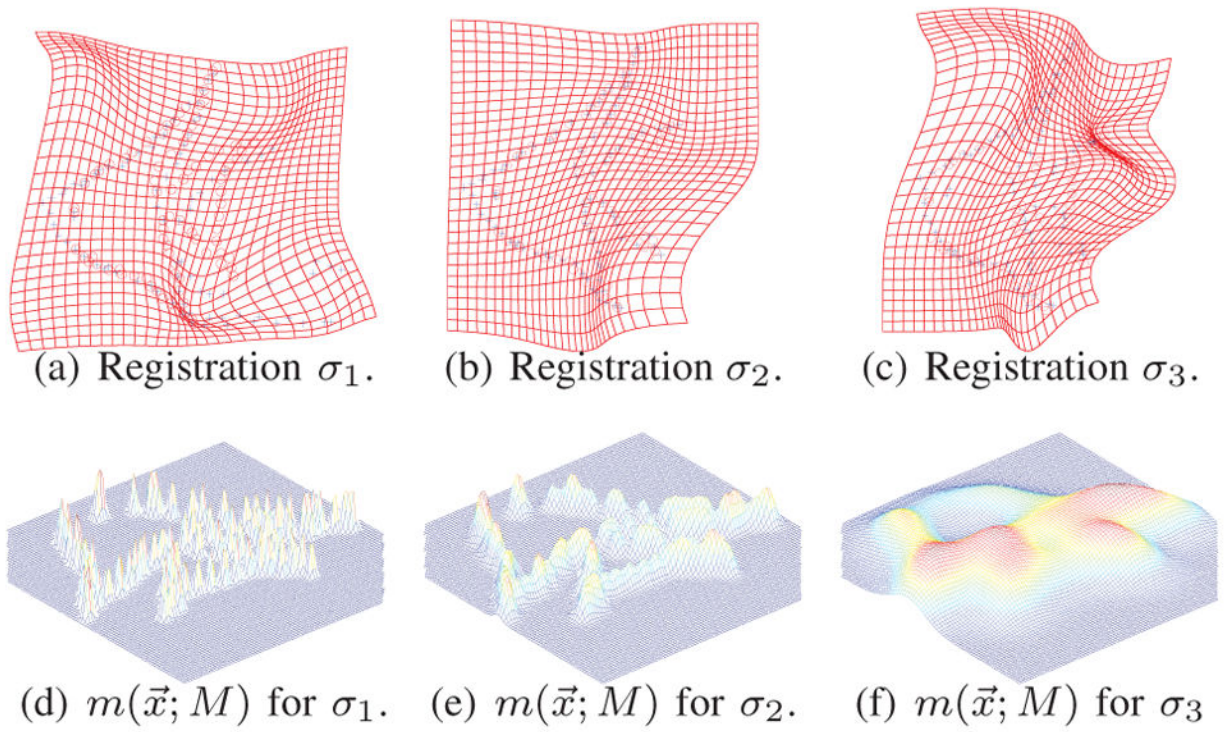 (a) Registration σ₁.
(b) Registration σ₂.
(c) Registration σ₃.
(d) m(x⃗; M) for σ₁.
(e) m(x⃗; M) for σ₂.
(f) m(x⃗; M) for σ₃